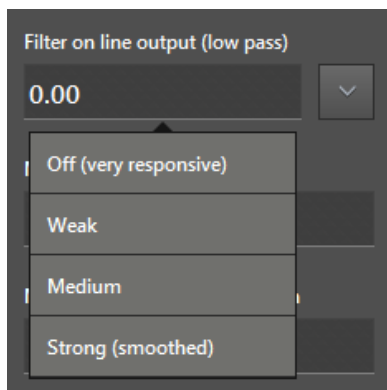 Filter on line output (low pass)
0.00
Off (very responsive)
Weak
Medium
Strong (smoothed)